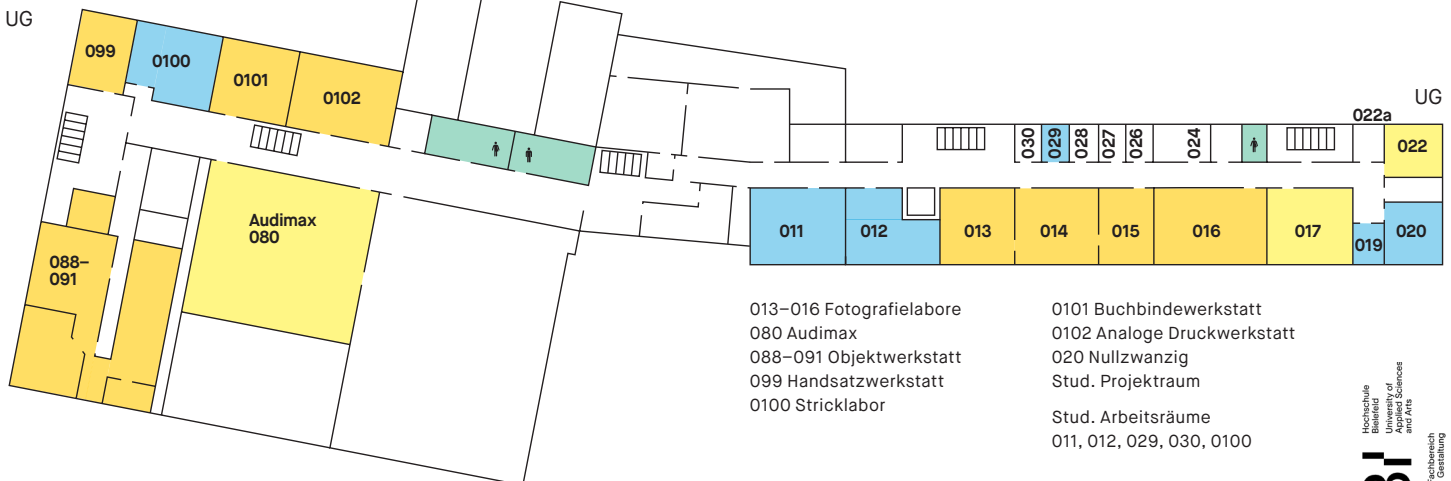 UG
099
0100
0101
0102
Audimax
080
088–
091
UG
022a
030
029
028
027
026
024
022
011
012
013
014
015
016
017
019
020
013–016 Fotografielabore
080 Audimax
088–091 Objektwerkstatt
099 Handsatzwerkstatt
0100 Stricklabor
0101 Buchbindewerkstatt
0102 Analoge Druckwerkstatt
020 Nullzwanzig
Stud. Projektraum
Stud. Arbeitsräume
011, 012, 029, 030, 0100
Hochschule
Bielefeld
University of
Applied Sciences
and Arts
Fachbereich
Gestaltung